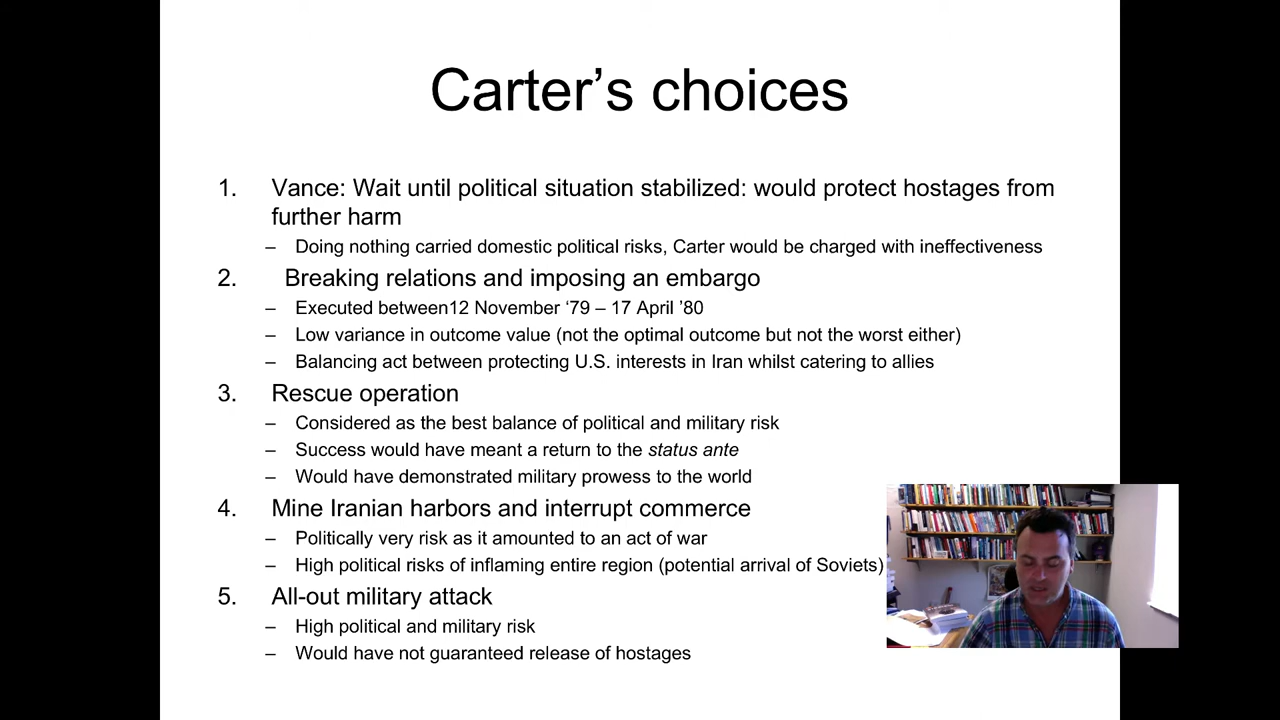 Carter’s choices
1. Vance: Wait until political situation stabilized: would protect hostages from
further harm
– Doing nothing carried domestic political risks, Carter would be charged with ineffectiveness
2. Breaking relations and imposing an embargo
– Executed between12 November ‘79 – 17 April ’80
– Low variance in outcome value (not the optimal outcome but not the worst either)
– Balancing act between protecting U.S. interests in Iran whilst catering to allies
3. Rescue operation
– Considered as the best balance of political and military risk
– Success would have meant a return to the status ante
– Would have demonstrated military prowess to the world
4. Mine Iranian harbors and interrupt commerce
– Politically very risk as it amounted to an act of war
– High political risks of inflaming entire region (potential arrival of Soviets)
5. All-out military attack
– High political and military risk
– Would have not guaranteed release of hostages